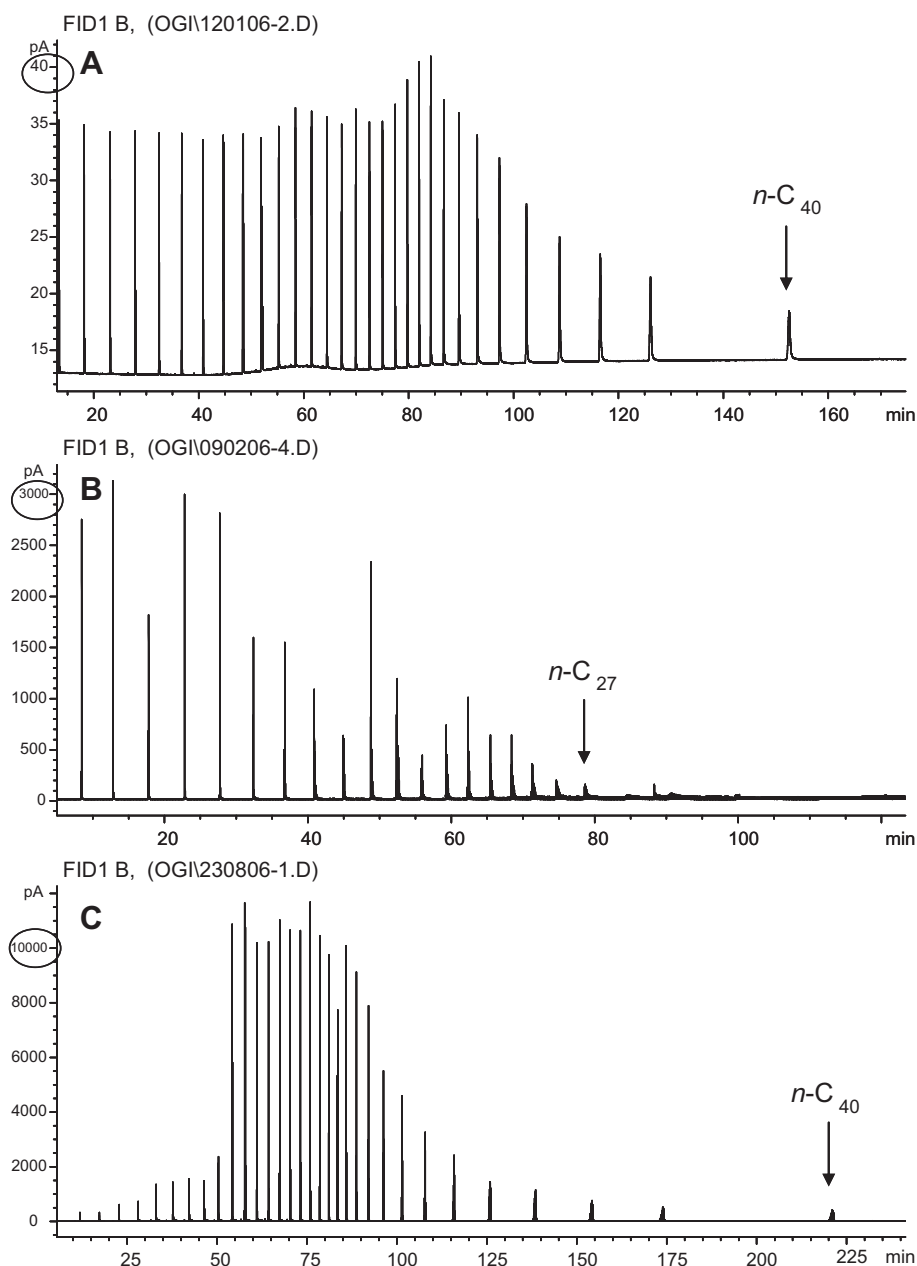 FID1 B, (OGI\120106-2.D)
pA
A
40
35
30
25
20
15
n-C 40
20 40 60 80 100 120 140 160 min
FID1 B, (OGI\090206-4.D)
pA
B
3000
2500
2000
1500
1000
500
0
n-C 27
20 40 60 80 100 min
FID1 B, (OGI\230806-1.D)
pA
C
10000
8000
6000
4000
2000
0
n-C 40
25 50 75 100 125 150 175 200 225 min